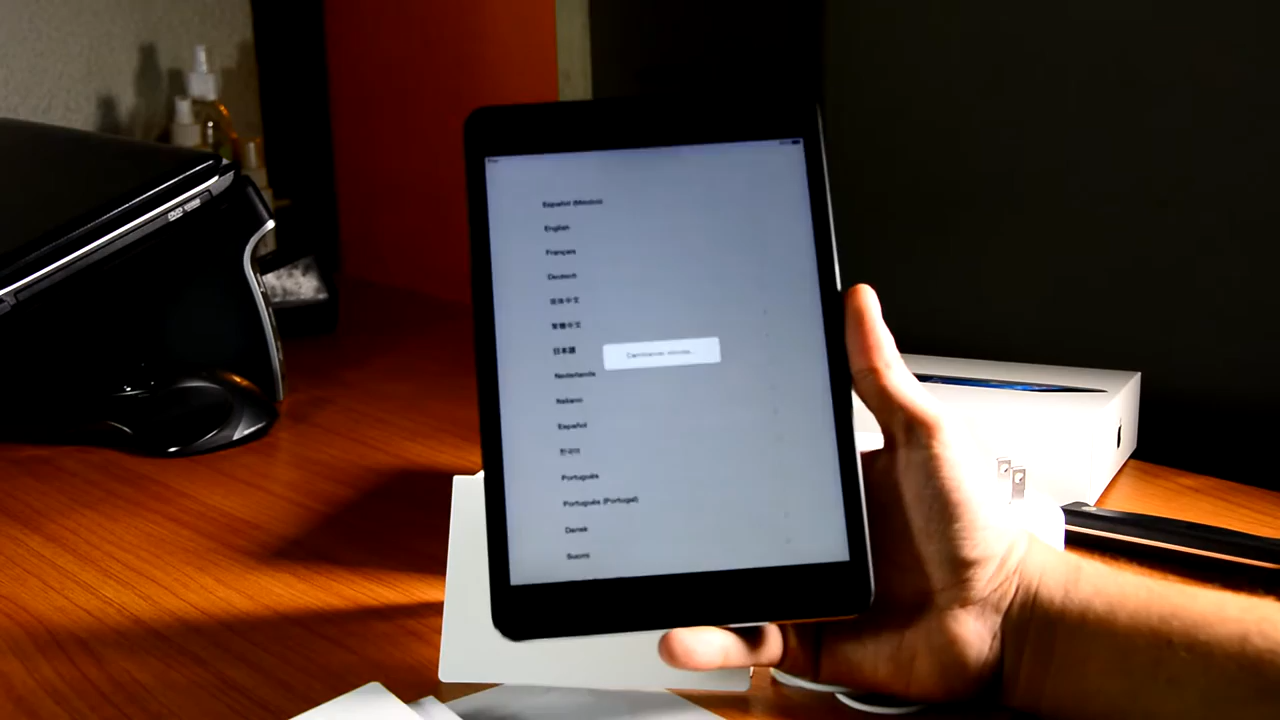 Español (México)
English
Français
Deutsch
简体中文
繁體中文
日本語
Nederlands
Italiano
Español
한국어
Português
Português (Portugal)
Dansk
Suomi
DVD